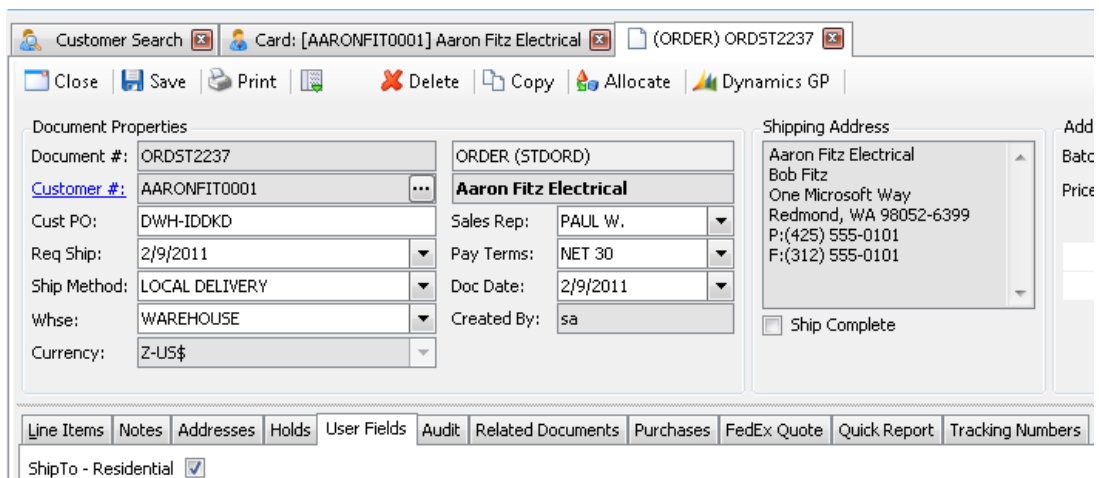 Customer Search Card: [AARONFIT0001] Aaron Fitz Electrical (ORDER) ORDST2237
Close Save Print Delete Copy Allocate Dynamics GP
Document Properties
Document #: ORDST2237 ORDER (STDORD)
Customer #: AARONFIT0001 ... Aaron Fitz Electrical
Cust PO: DWH-IDDKD Sales Rep: PAUL W.
Req Ship: 2/9/2011 Pay Terms: NET 30
Ship Method: LOCAL DELIVERY Doc Date: 2/9/2011
Whse: WAREHOUSE Created By: sa
Currency: Z-US$
Shipping Address
Aaron Fitz Electrical
Bob Fitz
One Microsoft Way
Redmond, WA 98052-6399
P:(425) 555-0101
F:(312) 555-0101
Ship Complete
Add
Batc
Price
Line Items Notes Addresses Holds User Fields Audit Related Documents Purchases FedEx Quote Quick Report Tracking Numbers
ShipTo - Residential